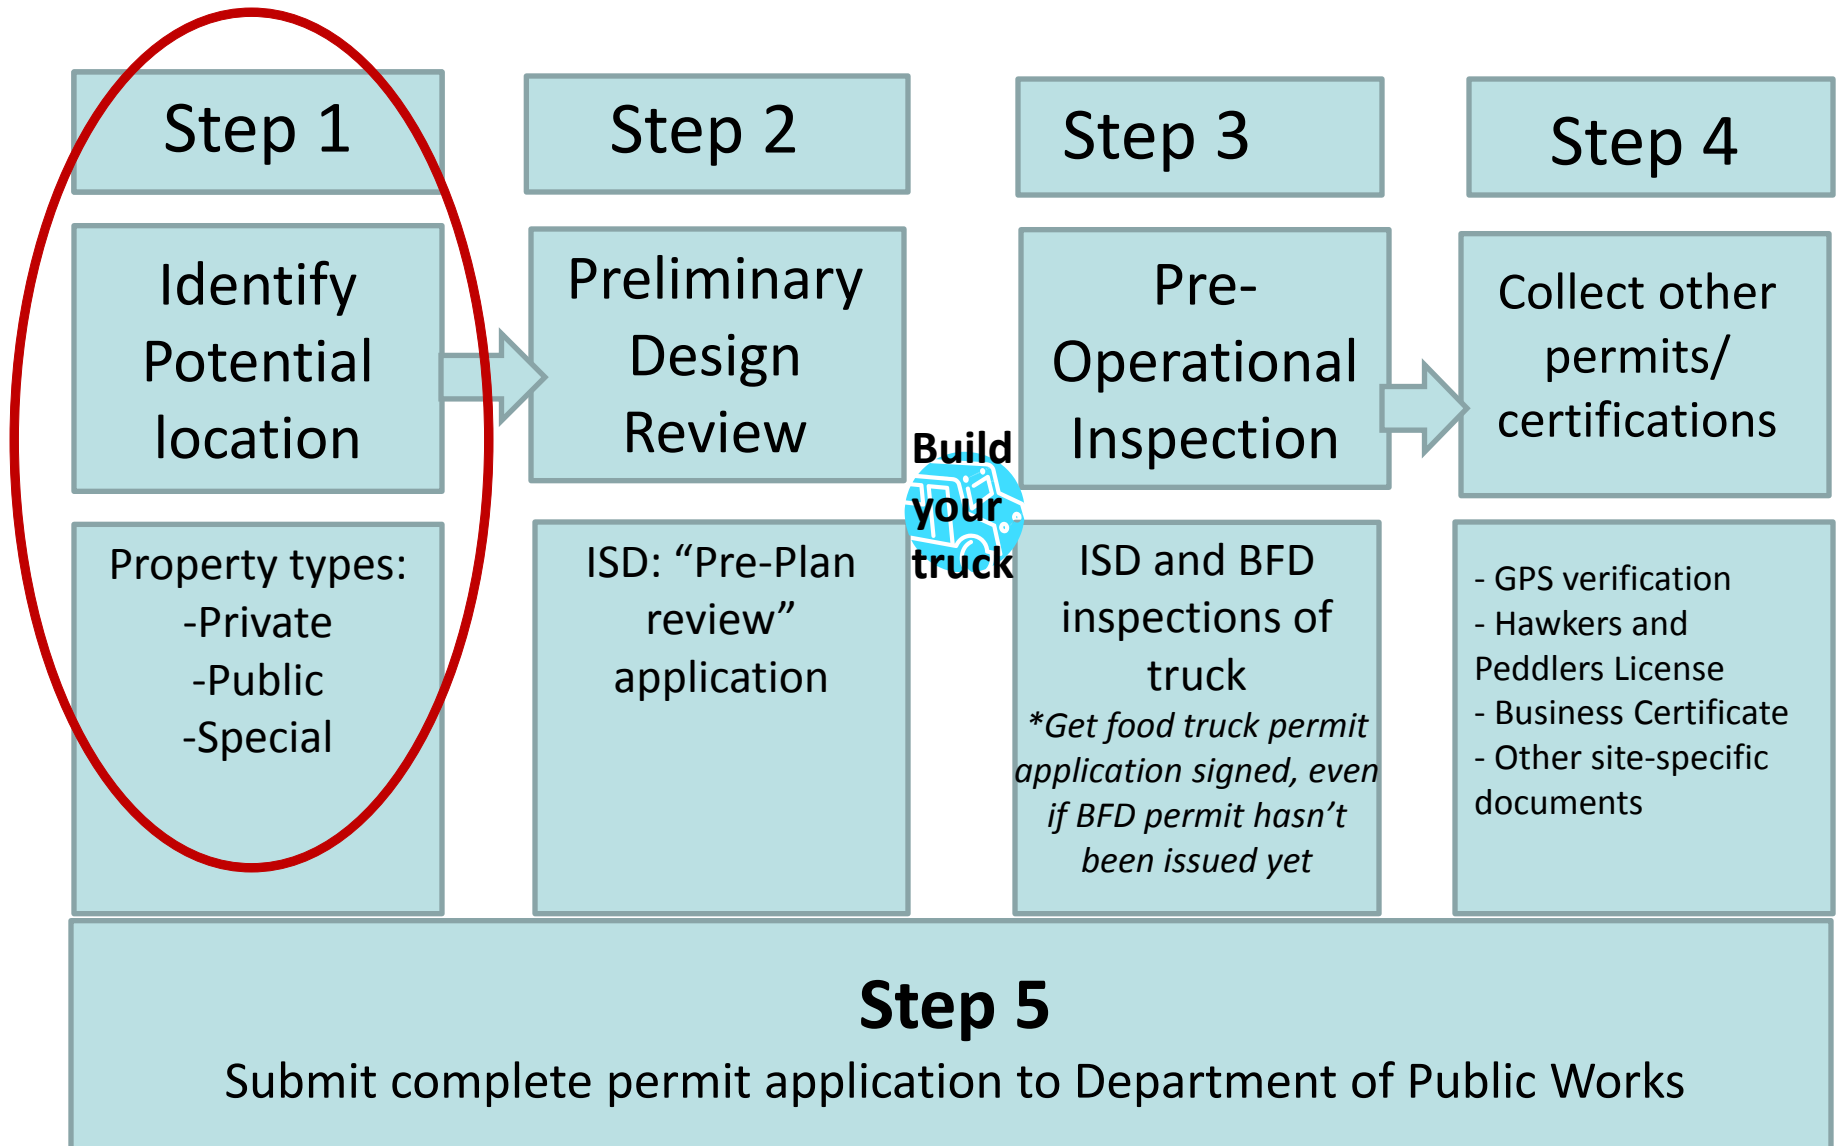 Step 1
Identify
Potential
location
Property types:
-Private
-Public
-Special
Step 2
Preliminary
Design
Review
ISD: “Pre-Plan
review”
application
Build
your
truck
Step 3
Pre-
Operational
Inspection
ISD and BFD
inspections of
truck
*Get food truck permit
application signed, even
if BFD permit hasn’t
been issued yet
Step 4
Collect other
permits/
certifications
- GPS verification
- Hawkers and
Peddlers License
- Business Certificate
- Other site-specific
documents
Step 5
Submit complete permit application to Department of Public Works